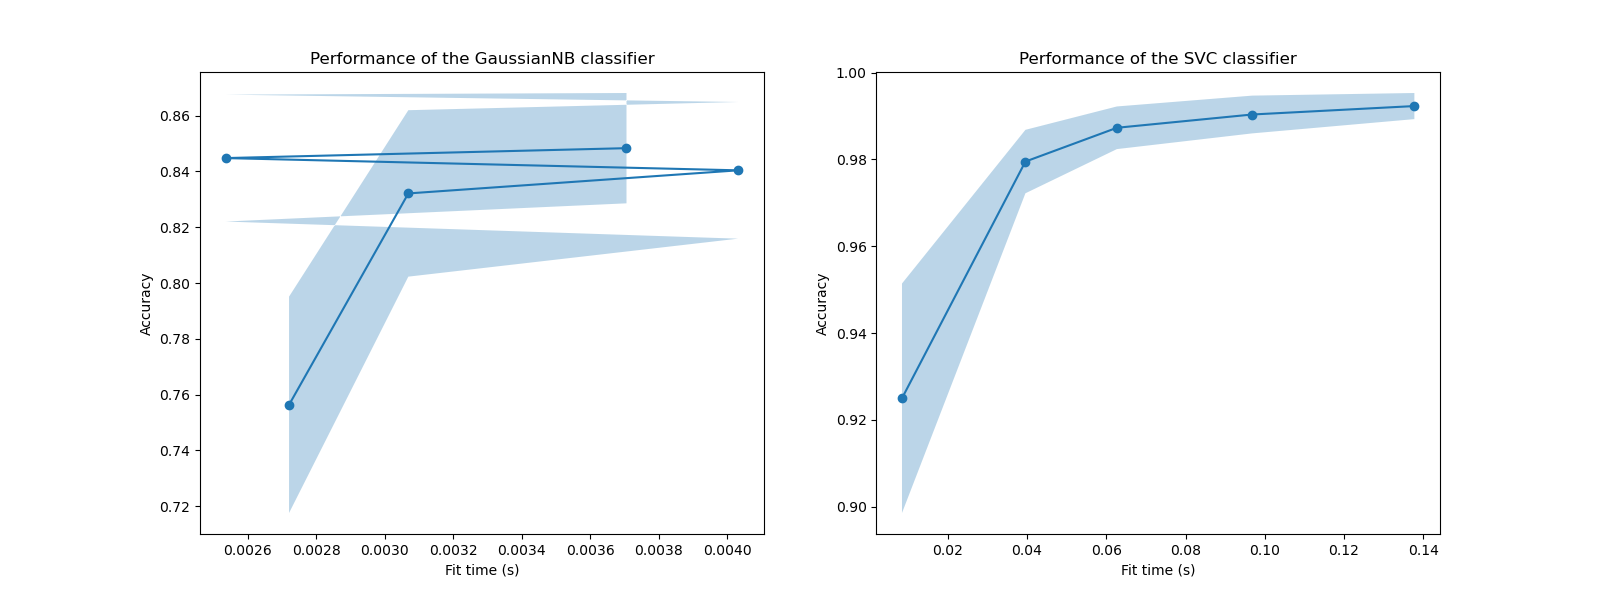 Performance of the GaussianNB classifier
Accuracy
0.86
0.84
0.82
0.80
0.78
0.76
0.74
0.72
0.0026 0.0028 0.0030 0.0032 0.0034 0.0036 0.0038 0.0040
Fit time (s)
Performance of the SVC classifier
Accuracy
1.00
0.98
0.96
0.94
0.92
0.90
0.02 0.04 0.06 0.08 0.10 0.12 0.14
Fit time (s)